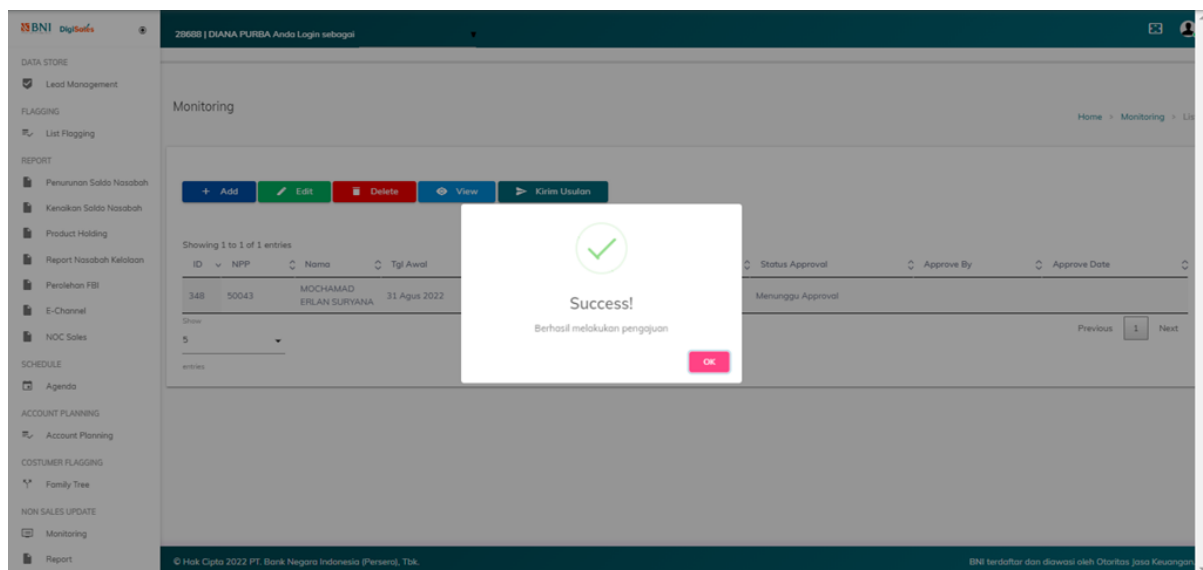 BNI DigiSales
28688 | DIANA PURBA Anda Login sebagai
DATA STORE
Lead Management
FLAGGING
List Flagging
REPORT
Penurunan Saldo Nasabah
Kenaikan Saldo Nasabah
Product Holding
Report Nasabah Kelolaan
Perolehan FBI
E-Channel
NOC Sales
SCHEDULE
Agenda
ACCOUNT PLANNING
Account Planning
COSTUMER FLAGGING
Family Tree
NON SALES UPDATE
Monitoring
Report
Monitoring
Home > Monitoring >
+ Add Edit Delete View Kirim Usulan
Showing 1 to 1 of 1 entries
ID NPP Nama Tgl Awal Status Approval Approve By Approve Date
348 50043 MOCHAMAD ERLAN SURYANA 31 Agus 2022 Menunggu Approval
Show
5
entries
Previous 1 Next
Success!
Berhasil melakukan pengajuan
OK
© Hak Cipta 2022 PT. Bank Negara Indonesia (Persero), Tbk.
BNI terdaftar dan diawasi oleh Otoritas Jasa Keuangan